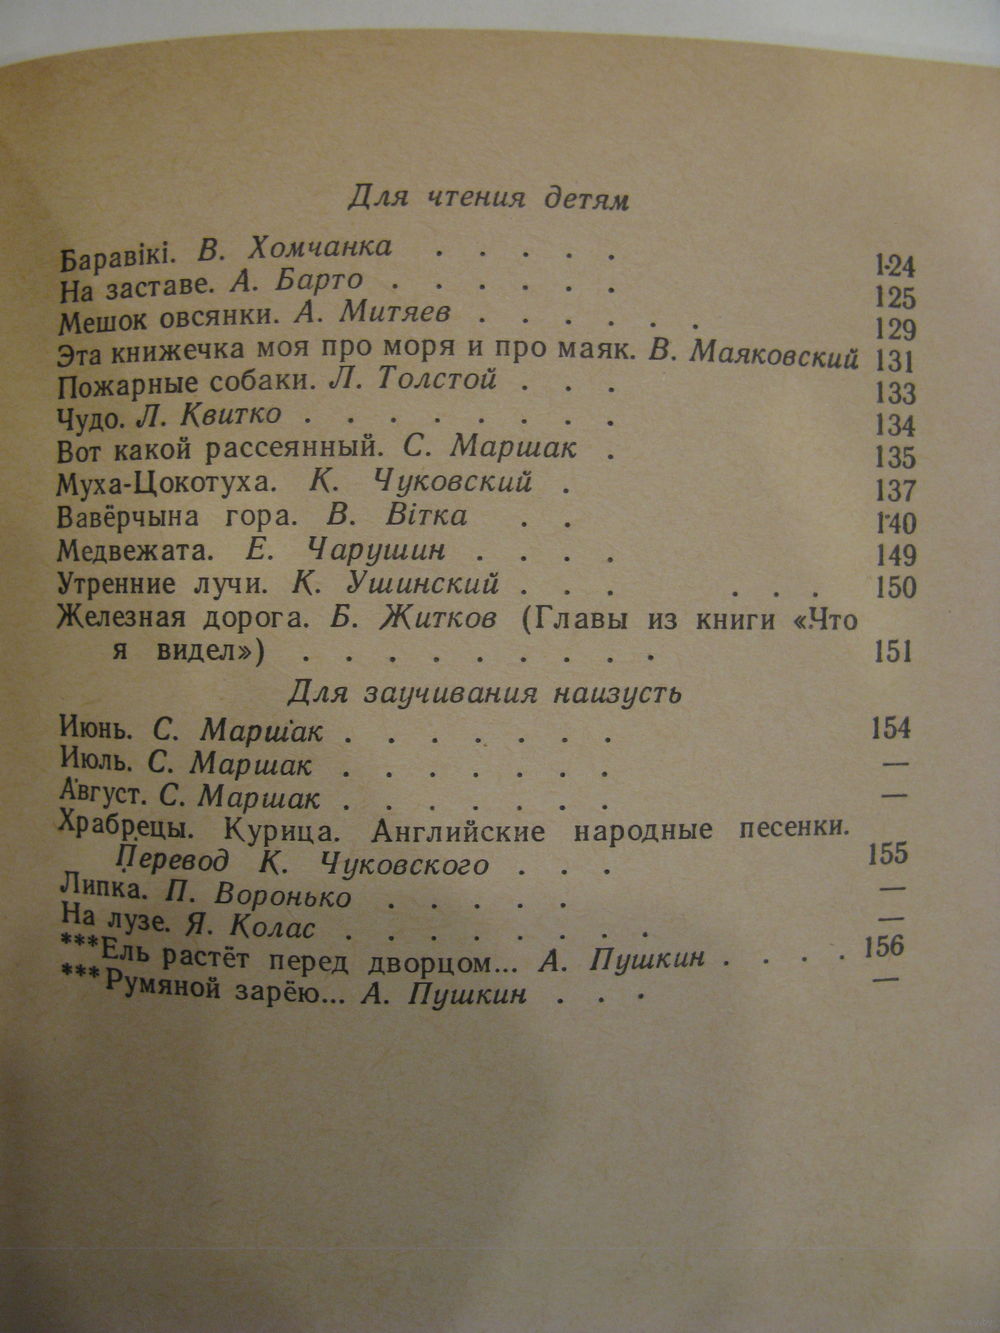 Для чтения детям
Баравікі. В. Хомчанка . . . . . 124
На заставе. А. Барто . . . . . . 125
Мешок овсянки. А. Митяев . . . . . . 129
Эта книжечка моя про моря и про маяк. В. Маяковский 131
Пожарные собаки. Л. Толстой . . . 133
Чудо. Л. Квитко . . . . . . . . 134
Вот какой рассеянный. С. Маршак . 135
Муха-Цокотуха. К. Чуковский . 137
Вавёрчына гора. В. Вітка . . 140
Медвежата. Е. Чарушин . . . . 149
Утренние лучи. К. Ушинский . . . . . . 150
Железная дорога. Б. Житков (Главы из книги «Что
я видел») . . . . . . . . . 151
Для заучивания наизусть
Июнь. С. Маршак . . . . . . . 154
Июль. С. Маршак . . . . . . . —
Август. С. Маршак . . . . . . . —
Храбрецы. Курица. Английские народные песенки.
Перевод К. Чуковского . . . 155
Липка. П. Воронько . . . . . —
На лузе. Я. Колас . . . . . . . . —
***Ель растёт перед дворцом... А. Пушкин . . . . 156
***Румяной зарёю... А. Пушкин . . . —